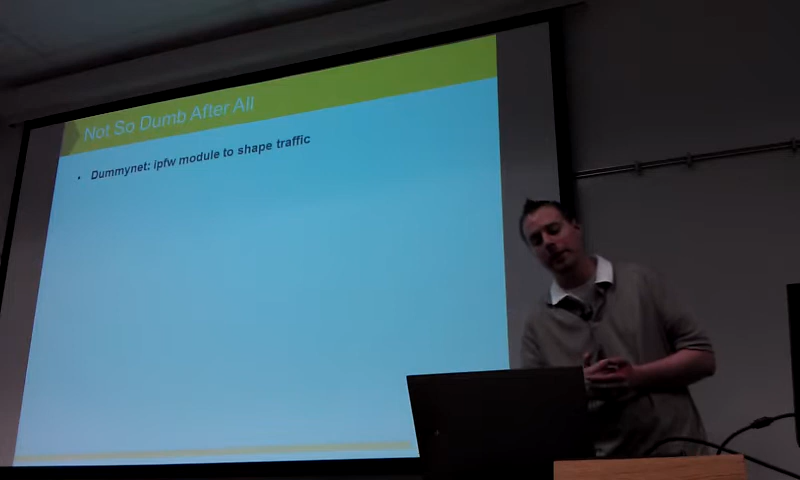 Not So Dumb After All
• Dummynet: ipfw module to shape traffic